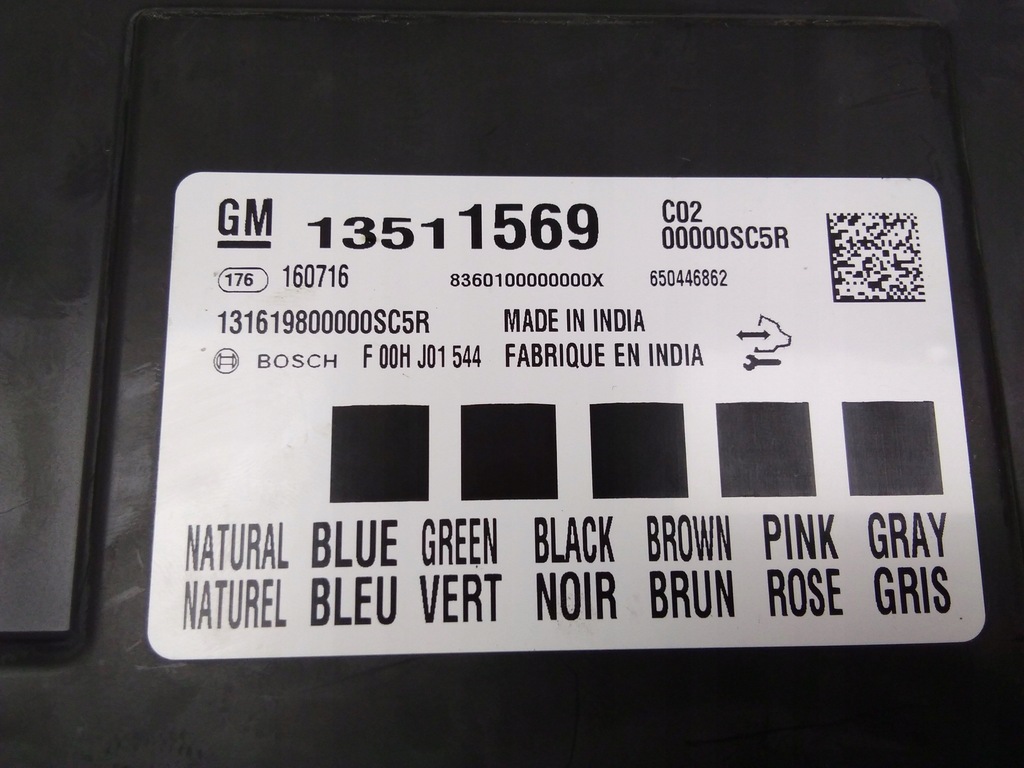 GM 13511569 C02
00000SC5R
176 160716 8360100000000X 650446862
131619800000SC5R MADE IN INDIA
BOSCH F 00H J01 544 FABRIQUE EN INDIA
NATURAL BLUE GREEN BLACK BROWN PINK GRAY
NATUREL BLEU VERT NOIR BRUN ROSE GRIS